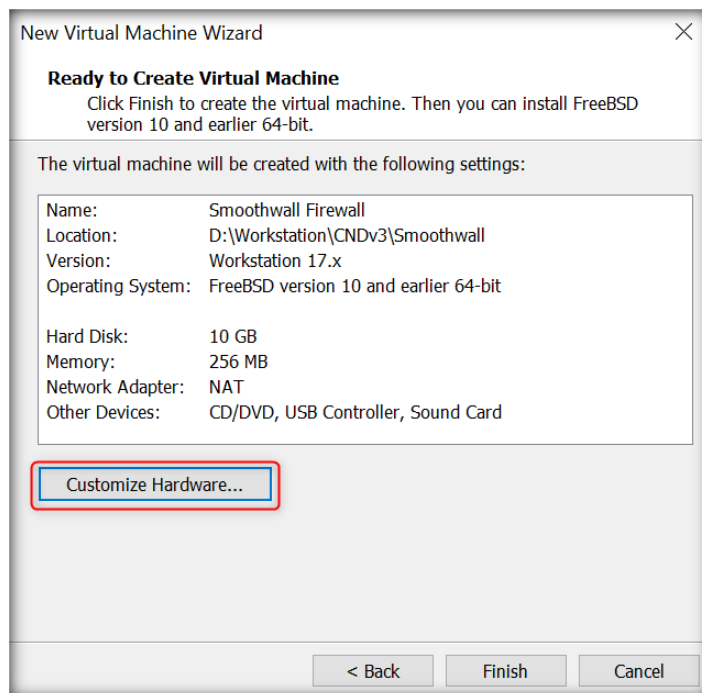 New Virtual Machine Wizard
Ready to Create Virtual Machine
Click Finish to create the virtual machine. Then you can install FreeBSD
version 10 and earlier 64-bit.
The virtual machine will be created with the following settings:
Name: Smoothwall Firewall
Location: D:\Workstation\CNDv3\Smoothwall
Version: Workstation 17.x
Operating System: FreeBSD version 10 and earlier 64-bit
Hard Disk: 10 GB
Memory: 256 MB
Network Adapter: NAT
Other Devices: CD/DVD, USB Controller, Sound Card
Customize Hardware...
< Back Finish Cancel